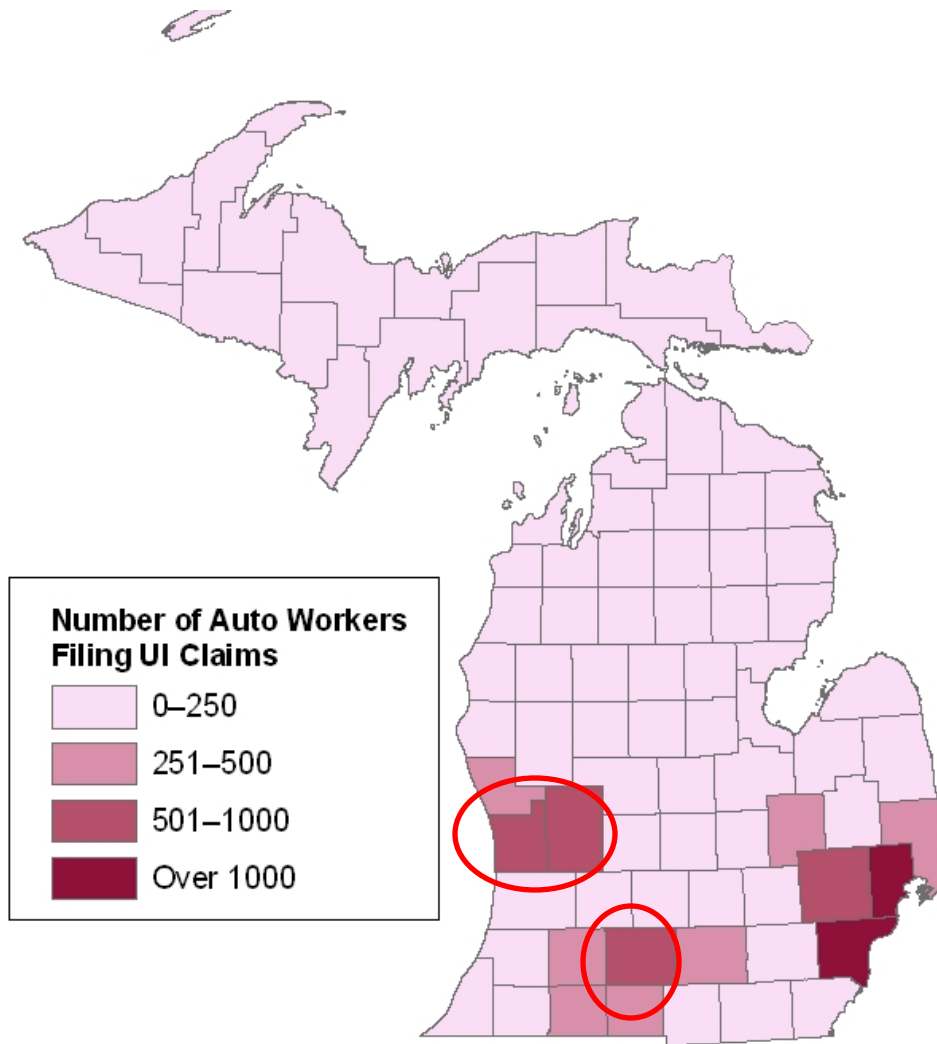 Number of Auto Workers
Filing UI Claims
0–250
251–500
501–1000
Over 1000